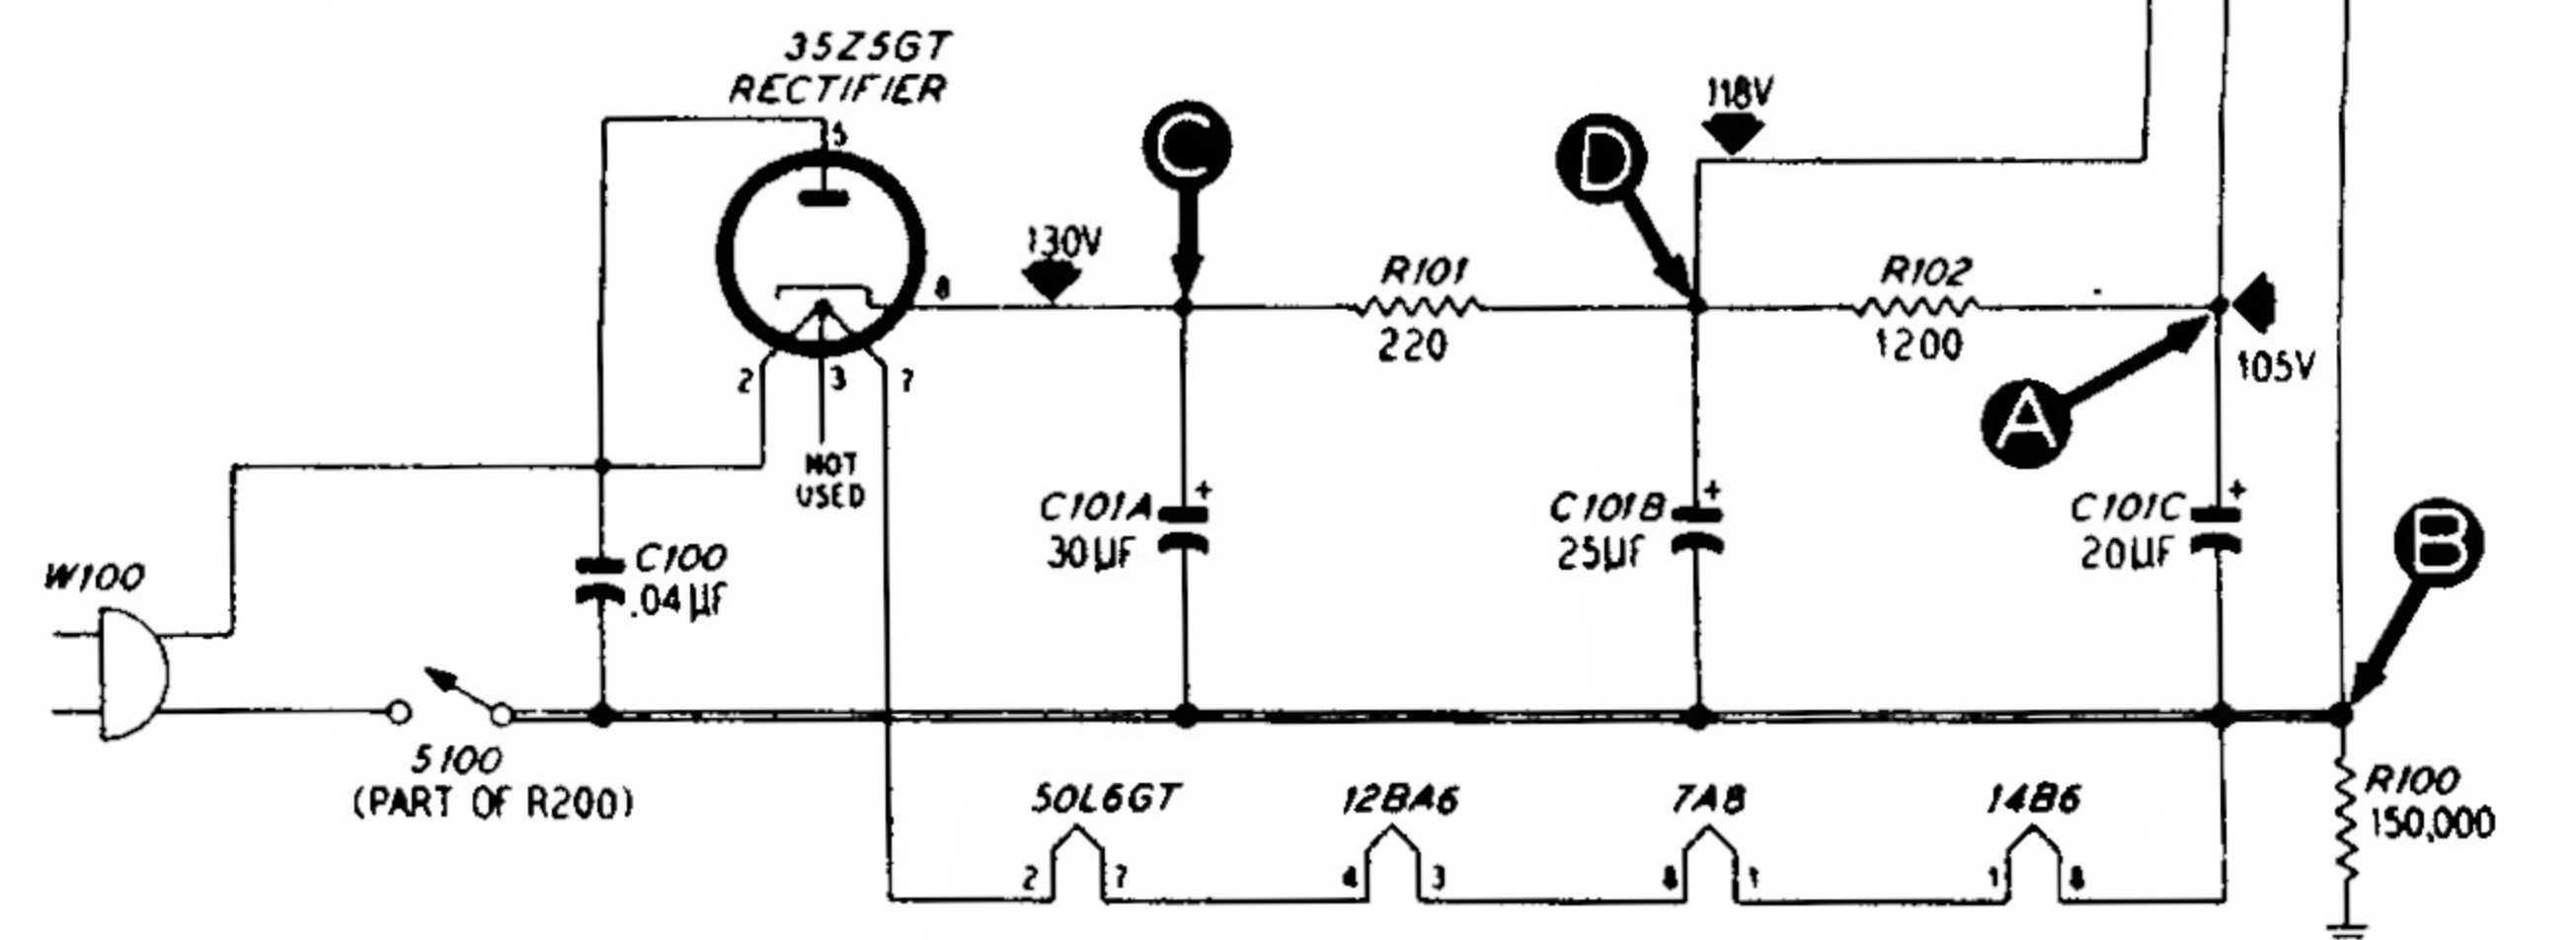 35Z5GT
RECTIFIER
5
C
D
118V
130V
8
R101
220
R102
1200
105V
A
2
3
7
NOT
USED
C101A
+
30µF
C101B
+
25µF
C101C
+
20µF
B
W100
C100
.04µF
S100
(PART OF R200)
50L6GT
12BA6
7A8
14B6
R100
150,000
2
7
4
3
8
1
1
8